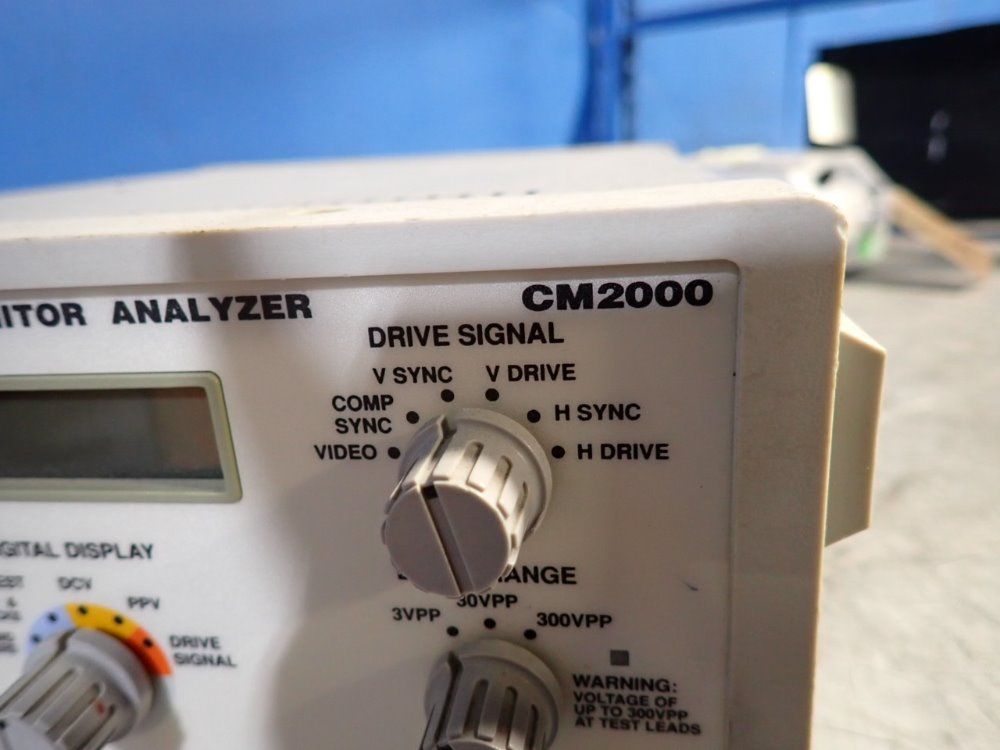 ANALYZER CM2000
DRIVE SIGNAL
V SYNC V DRIVE
COMP
SYNC
H SYNC
VIDEO
H DRIVE
DISPLAY
DCV
PPV
DRIVE
SIGNAL
3VPP 30VPP 300VPP
WARNING:
VOLTAGE OF
UP TO 300VPP
AT TEST LEADS